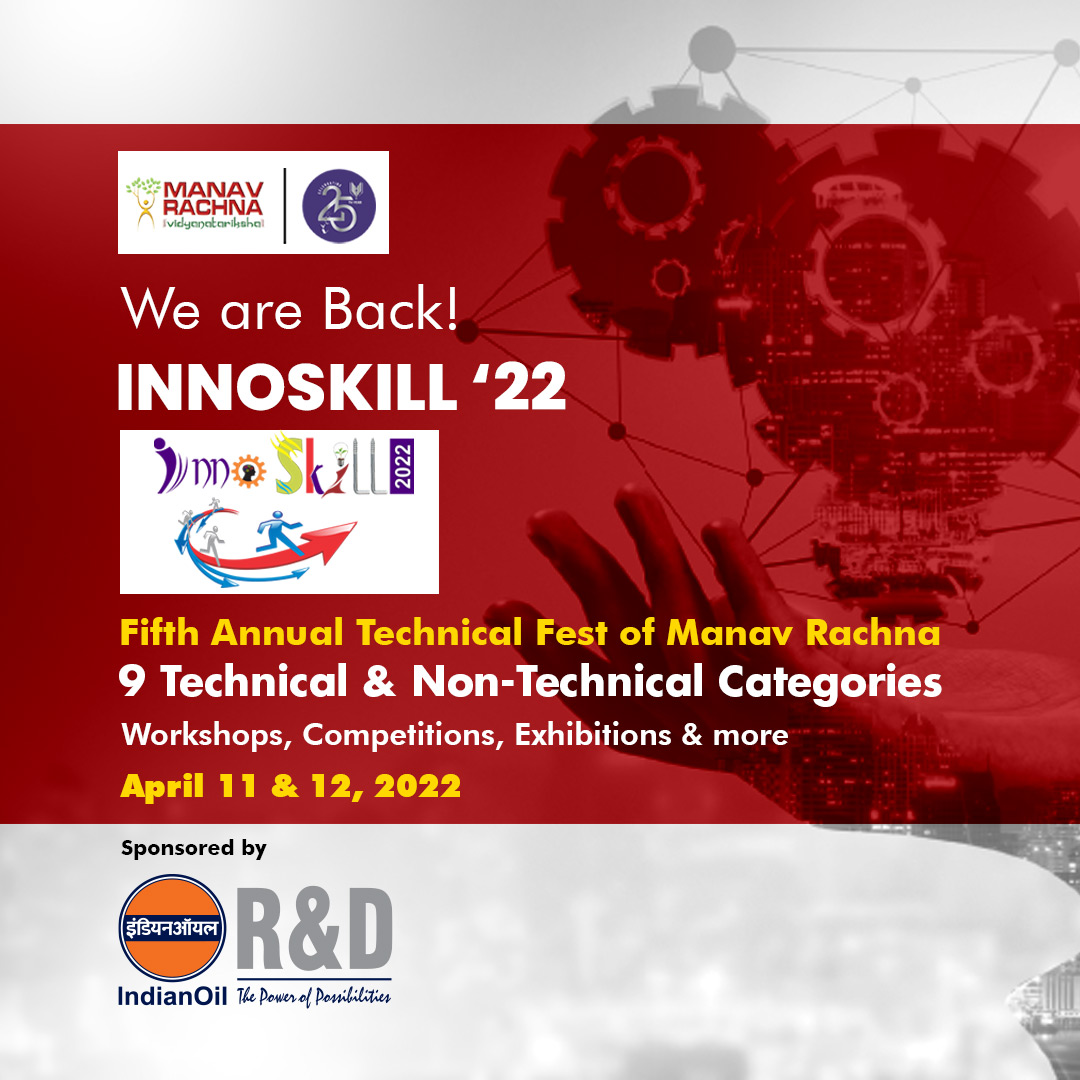 MANAV
RACHNA
vidyanatariksha
25
We are Back!
INNOSKILL ‘22
InnoSkill 2022
Fifth Annual Technical Fest of Manav Rachna
9 Technical & Non-Technical Categories
Workshops, Competitions, Exhibitions & more
April 11 & 12, 2022
Sponsored by
इंडियनऑयल
R&D
IndianOil
The Power of Possibilities